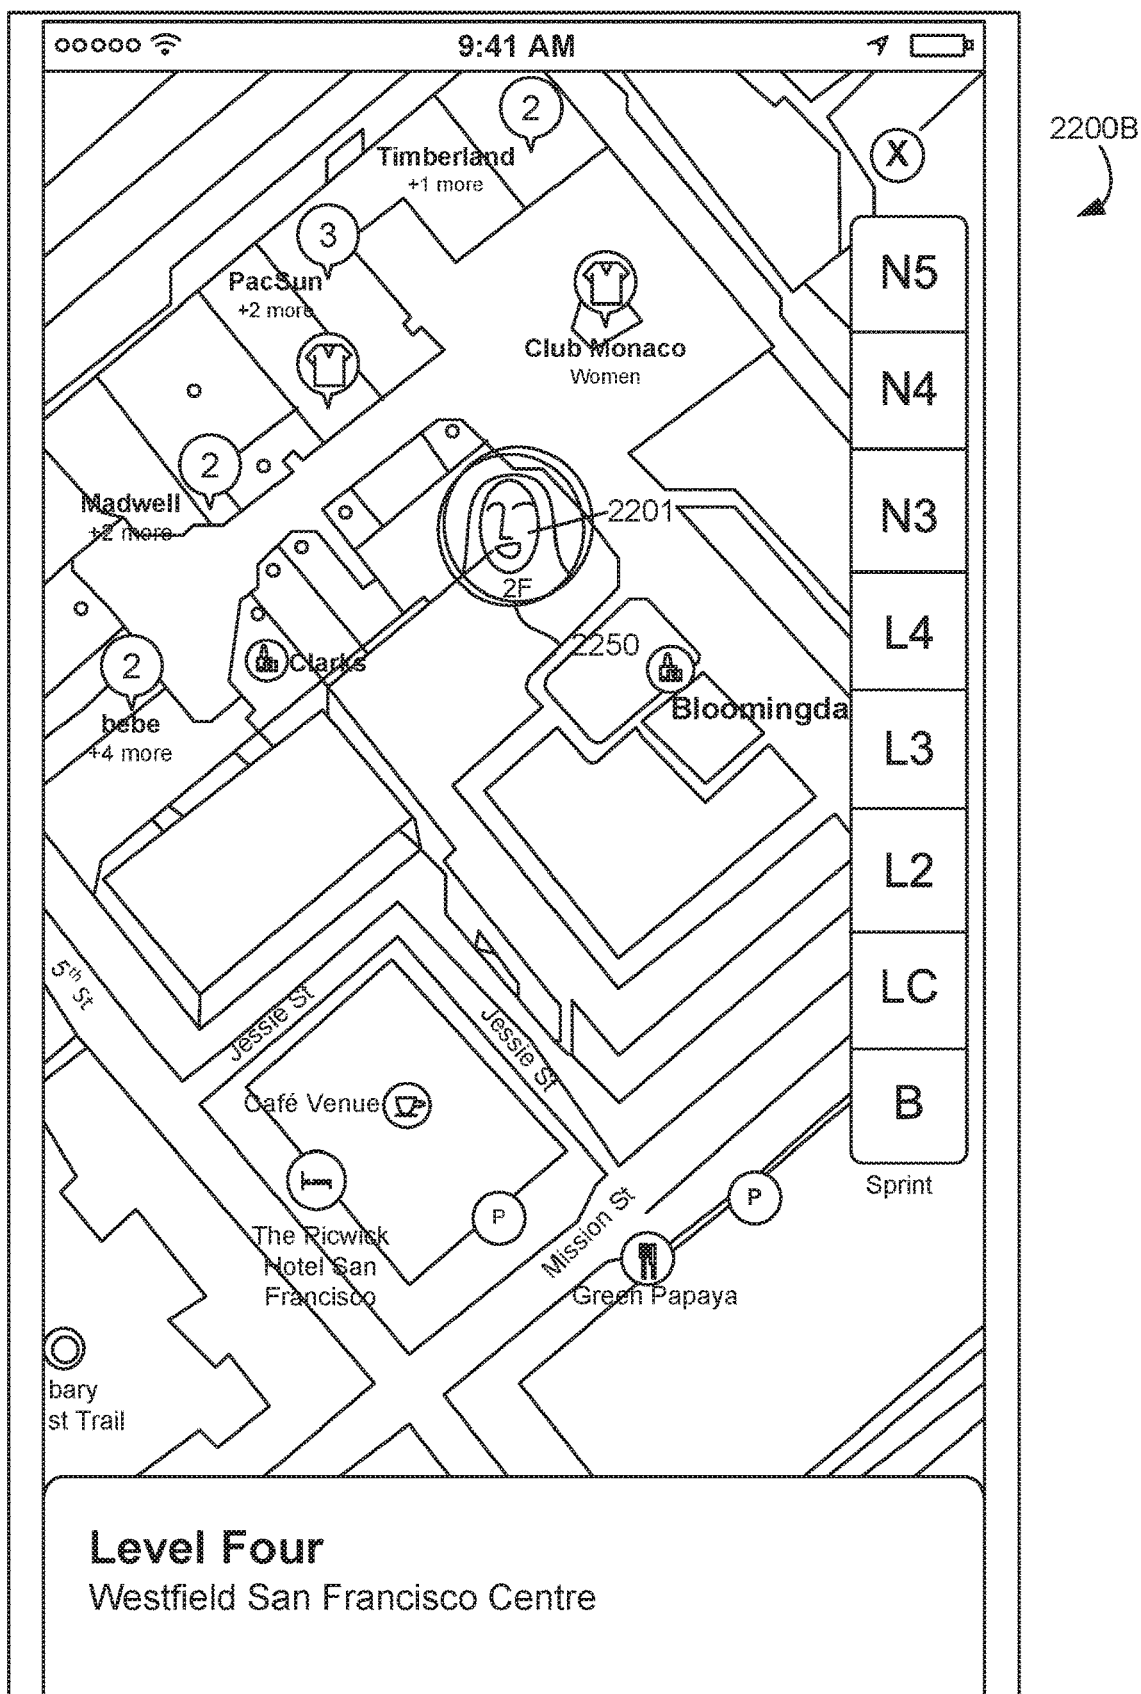 9:41 AM
2200B
2
Timberland
+1 more
X
3
PacSun
+2 more
Club Monaco
Women
N5
N4
N3
L4
L3
L2
LC
B
2
Madwell
+2 more
2201
2F
2250
Clarks
2
bebe
+4 more
Bloomingda
5th St
Jessie St
Jessie St
Café Venue
Sprint
P
P
Mission St
The Picwick
Hotel San
Francisco
Green Papaya
bary
st Trail
Level Four
Westfield San Francisco Centre